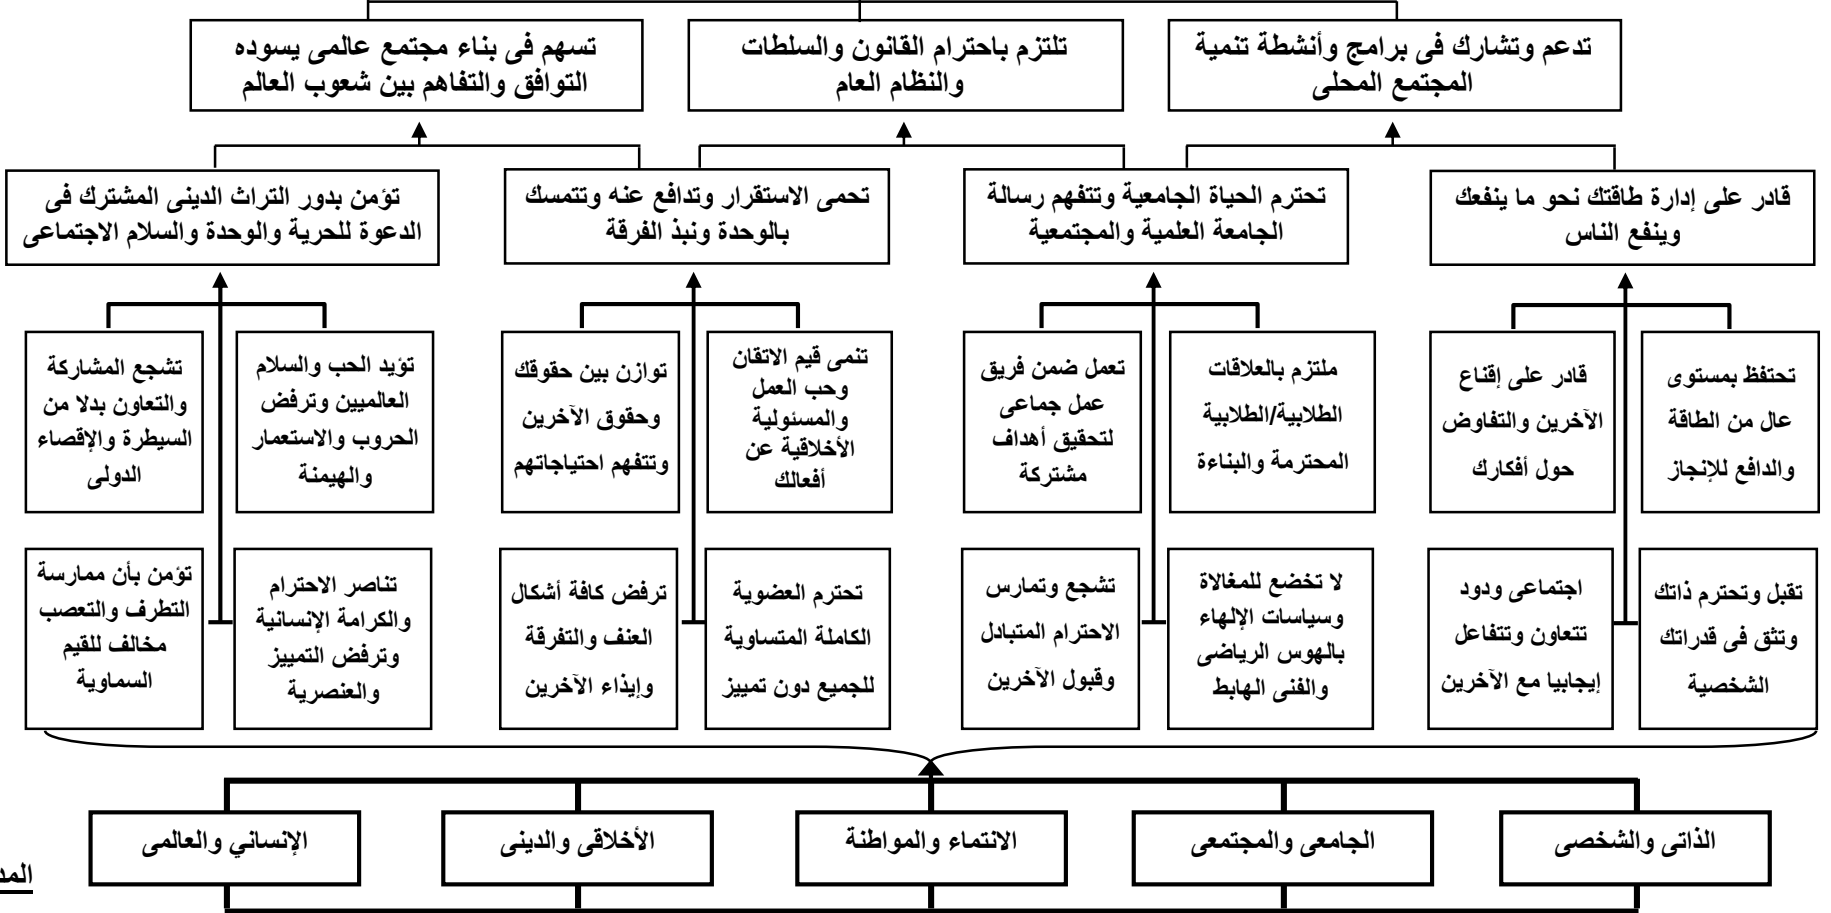 تدعم وتشارك فى برامج وأنشطة تنمية
المجتمع المحلى
تلتزم باحترام القانون والسلطات
والنظام العام
تسهم فى بناء مجتمع عالمى يسوده
التوافق والتفاهم بين شعوب العالم
قادر على إدارة طاقتك نحو ما ينفعك
وينفع الناس
تحترم الحياة الجامعية وتتفهم رسالة
الجامعة العلمية والمجتمعية
تحمى الاستقرار وتدافع عنه وتتمسك
بالوحدة ونبذ الفرقة
تؤمن بدور التراث الدينى المشترك فى
الدعوة للحرية والوحدة والسلام الاجتماعى
تحتفظ بمستوى
عال من الطاقة
والدافع للإنجاز
قادر على إقناع
الآخرين والتفاوض
حول أفكارك
ملتزم بالعلاقات
الطلابية/الطلابية
المحترمة والبناءة
تعمل ضمن فريق
عمل جماعى
لتحقيق أهداف
مشتركة
تنمى قيم الاتقان
وحب العمل
والمسئولية
الأخلاقية عن
أفعالك
توازن بين حقوقك
وحقوق الآخرين
وتتفهم احتياجاتهم
تؤيد الحب والسلام
العالميين وترفض
الحروب والاستعمار
والهيمنة
تشجع المشاركة
والتعاون بدلا من
السيطرة والإقصاء
الدولى
تقبل وتحترم ذاتك
وتثق فى قدراتك
الشخصية
اجتماعى ودود
تتعاون وتتفاعل
إيجابيا مع الآخرين
لا تخضع للمغالاة
وسياسات الإلهاء
بالهوس الرياضى
والفنى الهابط
تشجع وتمارس
الاحترام المتبادل
وقبول الآخرين
تحترم العضوية
الكاملة المتساوية
للجميع دون تمييز
ترفض كافة أشكال
العنف والتفرقة
وإيذاء الآخرين
تناصر الاحترام
والكرامة الإنسانية
وترفض التمييز
والعنصرية
تؤمن بأن ممارسة
التطرف والتعصب
مخالف للقيم
السماوية
الذاتى والشخصى
الجامعى والمجتمعى
الانتماء والمواطنة
الأخلاقى والدينى
الإنساني والعالمى